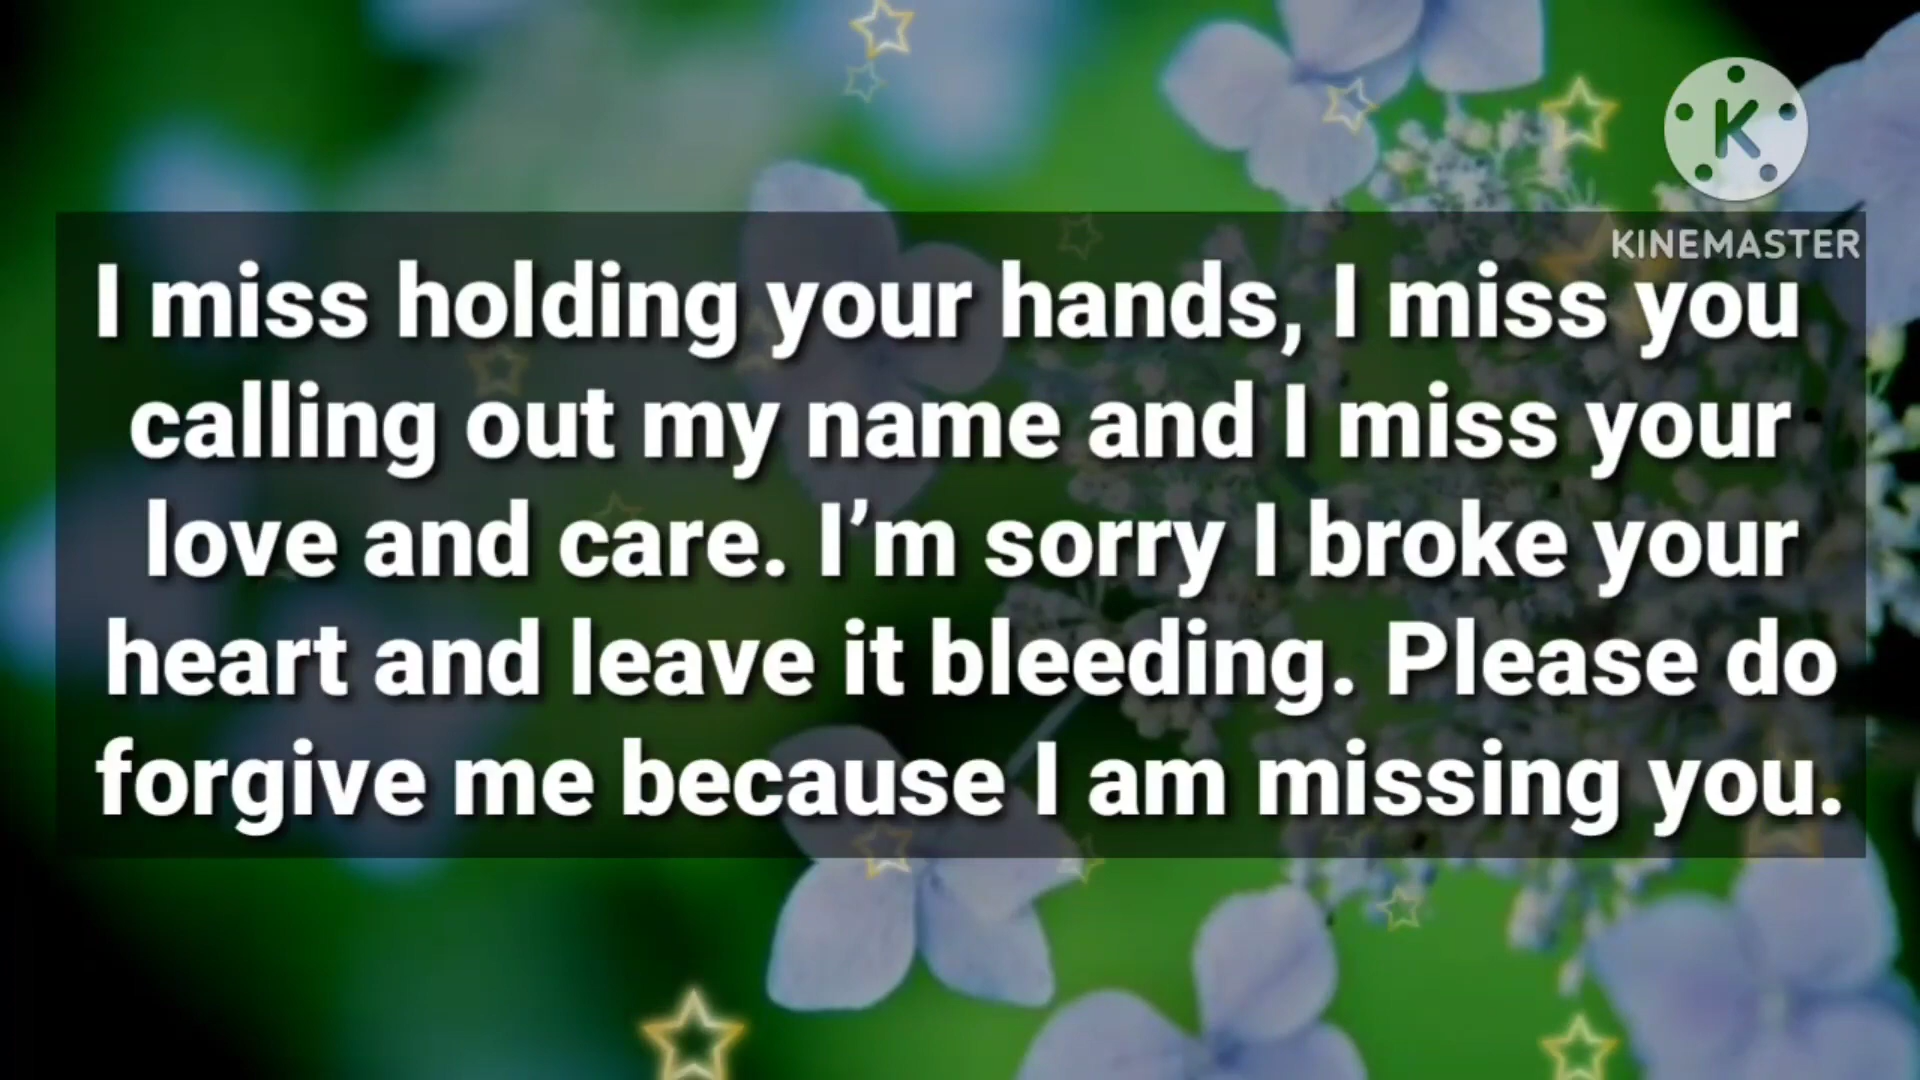 K
KINEMASTER
I miss holding your hands, I miss you
calling out my name and I miss your
love and care. I’m sorry I broke your
heart and leave it bleeding. Please do
forgive me because I am missing you.